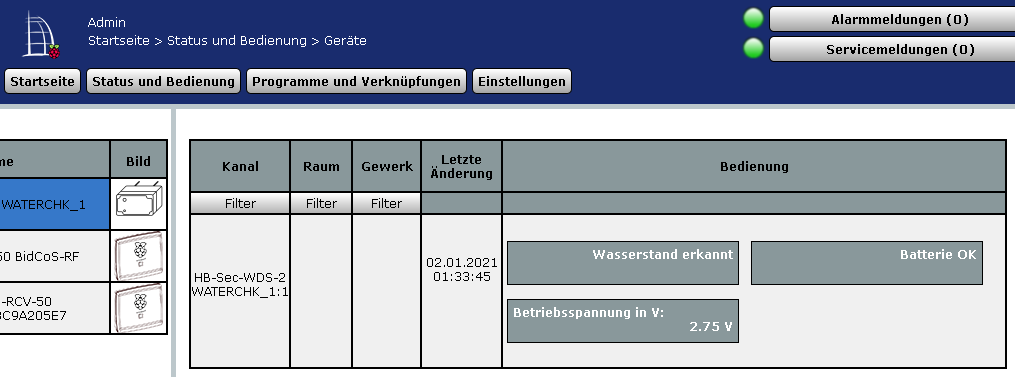 Admin
Startseite > Status und Bedienung > Geräte
Alarmmeldungen (0)
Servicemeldungen (0)
Startseite
Status und Bedienung
Programme und Verknüpfungen
Einstellungen
me
Bild
WATERCHK_1
50 BidCoS-RF
-RCV-50
BC9A205E7
Kanal
Raum
Gewerk
Letzte
Änderung
Bedienung
Filter
Filter
Filter
HB-Sec-WDS-2
WATERCHK_1:1
02.01.2021
01:33:45
Wasserstand erkannt
Batterie OK
Betriebsspannung in V:
2.75 V